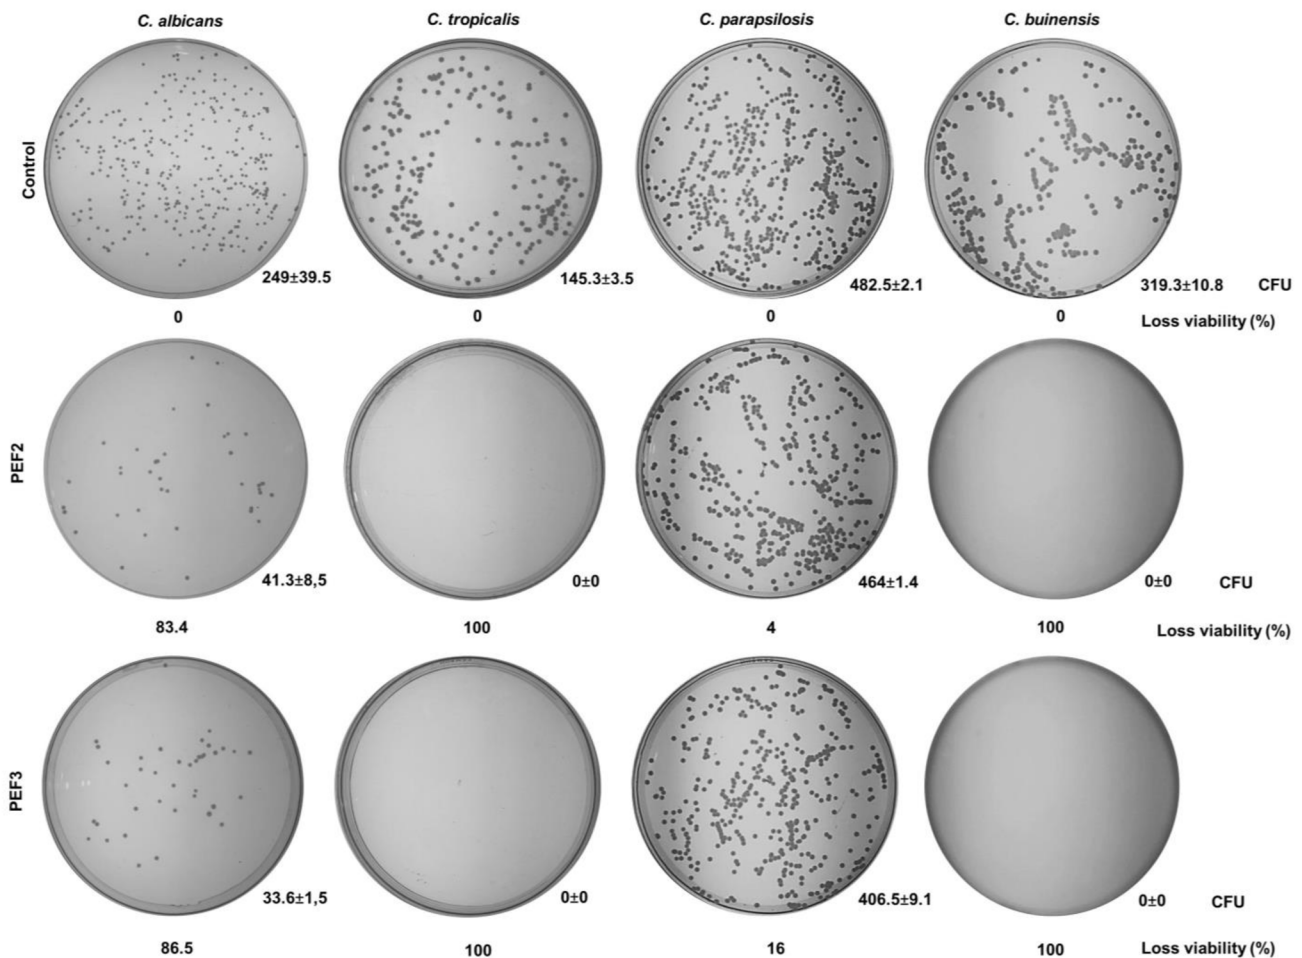 C. albicans C. tropicalis C. parapsilosis C. buinensis
Control
249±39.5 145.3±3.5 482.5±2.1 319.3±10.8 CFU
0 0 0 0 Loss viability (%)
PEF2
41.3±8,5 0±0 464±1.4 0±0 CFU
83.4 100 4 100 Loss viability (%)
PEF3
33.6±1,5 0±0 406.5±9.1 0±0 CFU
86.5 100 16 100 Loss viability (%)